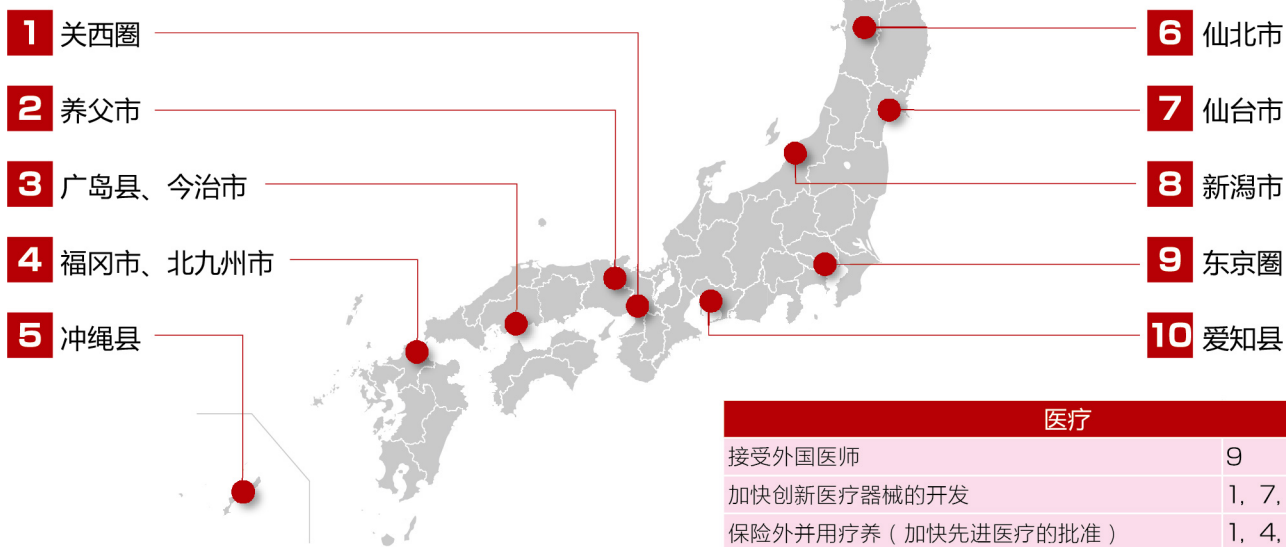 1 关西圈
2 养父市
3 广岛县、今治市
4 福冈市、北九州市
5 冲绳县
6 仙北市
7 仙台市
8 新潟市
9 东京圈
10 爱知县
医疗
接受外国医师 9
加快创新医疗器械的开发 1, 7,
保险外并用疗养（加快先进医疗的批准） 1, 4,